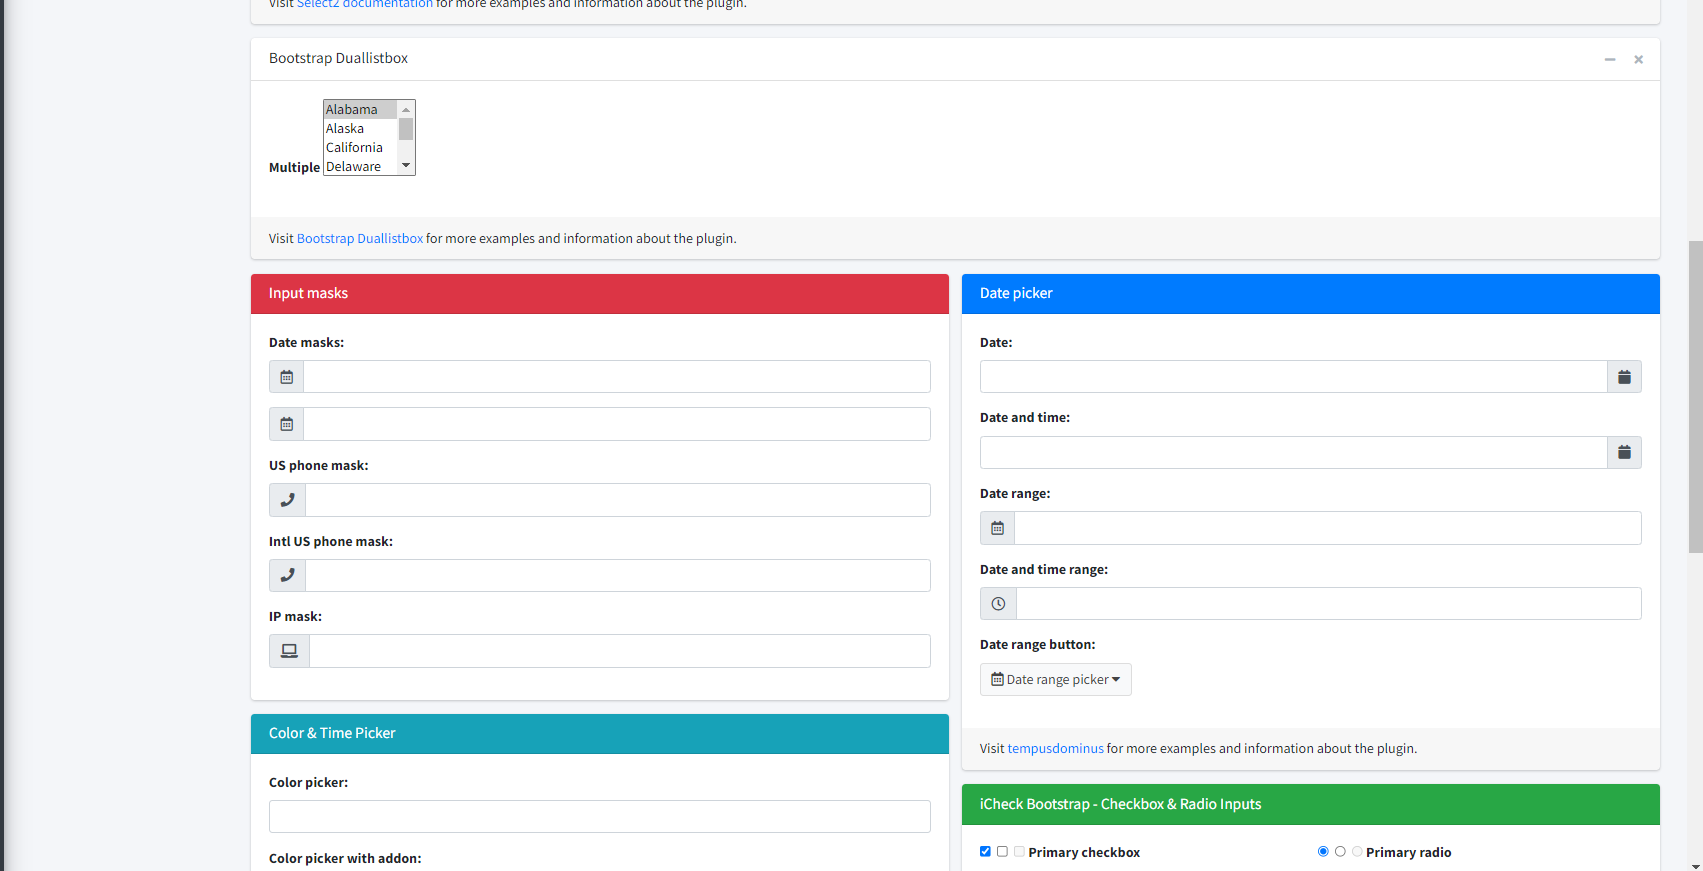 Visit Select2 documentation for more examples and information about the plugin.
Bootstrap Duallistbox
Alabama
Alaska
California
Delaware
Multiple
Visit Bootstrap Duallistbox for more examples and information about the plugin.
Input masks
Date masks:
US phone mask:
Intl US phone mask:
IP mask:
Color & Time Picker
Color picker:
Color picker with addon:
Date picker
Date:
Date and time:
Date range:
Date and time range:
Date range button:
Date range picker
Visit tempusdominus for more examples and information about the plugin.
iCheck Bootstrap - Checkbox & Radio Inputs
Primary checkbox
Primary radio